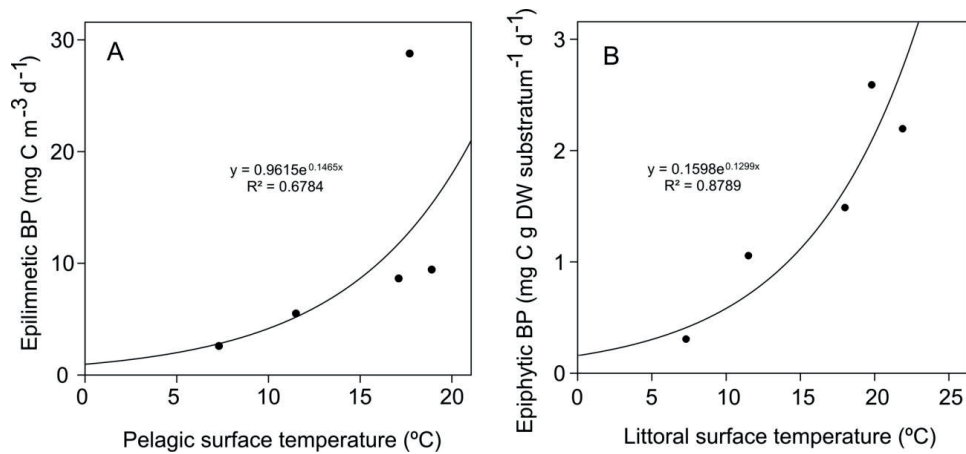 A
Epilimnetic BP (mg C m⁻³ d⁻¹)
30
20
10
0
y = 0.9615e^0.1465x
R² = 0.6784
0 5 10 15 20
Pelagic surface temperature (ºC)
B
Epiphytic BP (mg C g DW substratum⁻¹ d⁻¹)
3
2
1
0
y = 0.1598e^0.1299x
R² = 0.8789
0 5 10 15 20 25
Littoral surface temperature (ºC)